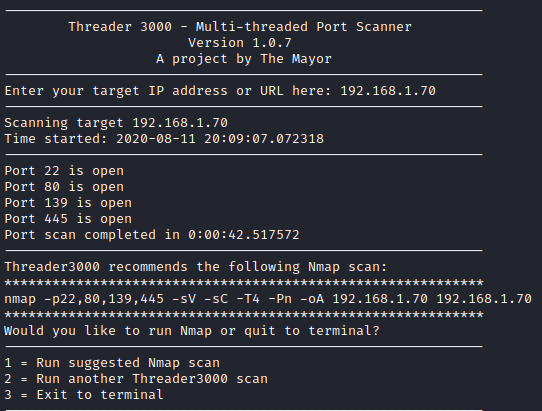 Threader 3000 - Multi-threaded Port Scanner
Version 1.0.7
A project by The Mayor
Enter your target IP address or URL here: 192.168.1.70
Scanning target 192.168.1.70
Time started: 2020-08-11 20:09:07.072318
Port 22 is open
Port 80 is open
Port 139 is open
Port 445 is open
Port scan completed in 0:00:42.517572
Threader3000 recommends the following Nmap scan:
************************************************************
nmap -p22,80,139,445 -sV -sC -T4 -Pn -oA 192.168.1.70 192.168.1.70
************************************************************
Would you like to run Nmap or quit to terminal?
1 = Run suggested Nmap scan
2 = Run another Threader3000 scan
3 = Exit to terminal